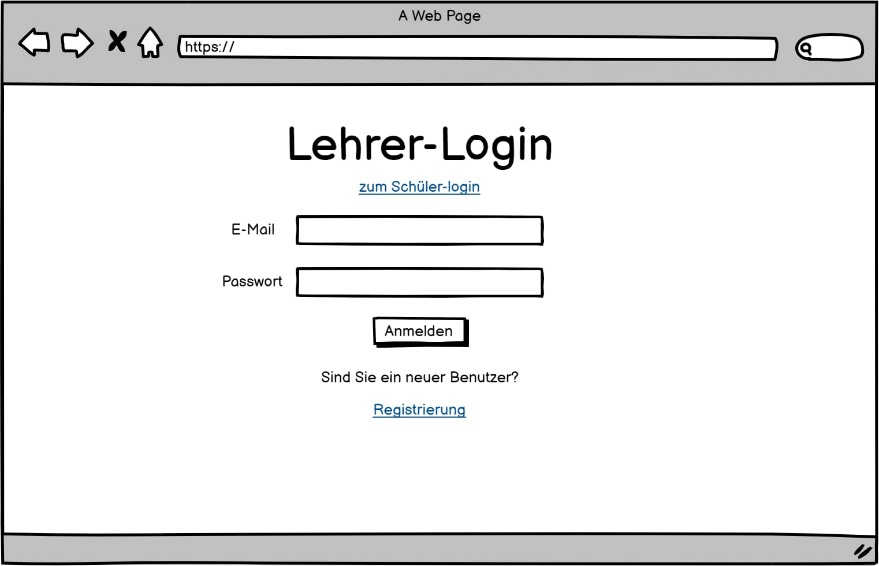 A Web Page
https://
Lehrer-Login
zum Schüler-login
E-Mail
Passwort
Anmelden
Sind Sie ein neuer Benutzer?
Registrierung